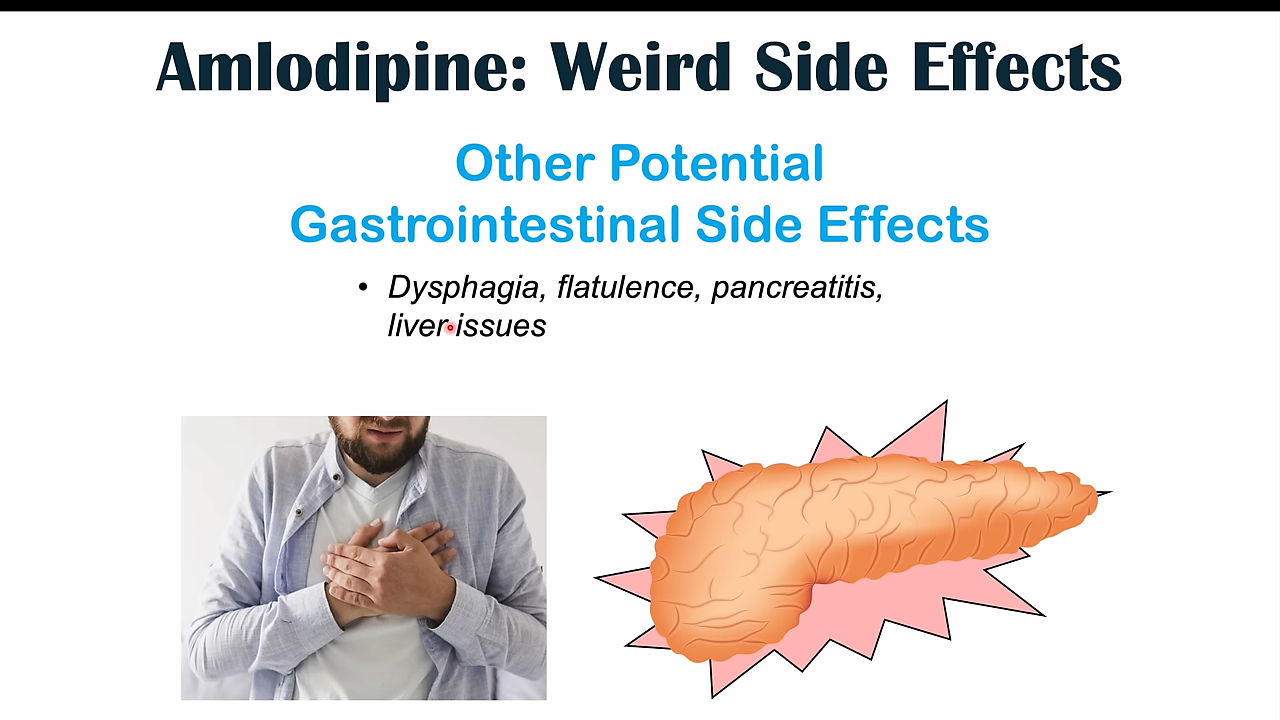 Amlodipine: Weird Side Effects
Other Potential
Gastrointestinal Side Effects
• Dysphagia, flatulence, pancreatitis,
liver issues